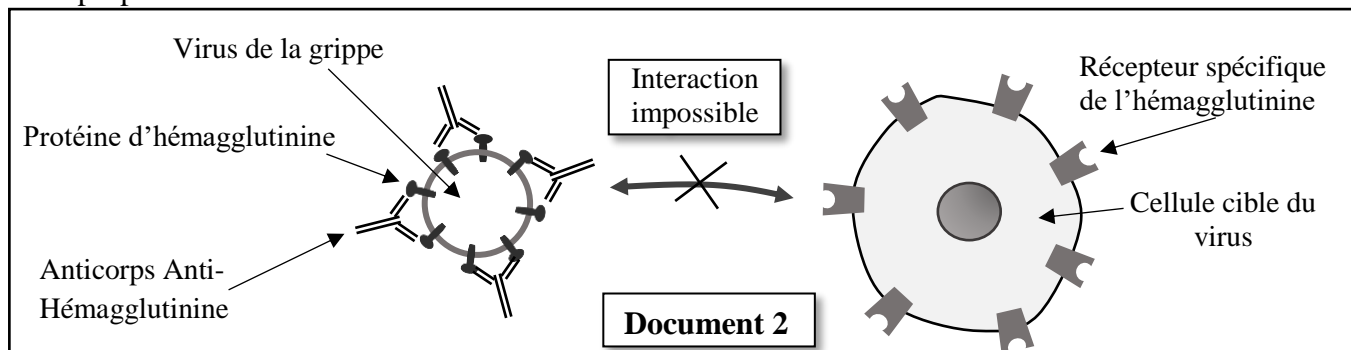 Virus de la grippe
Protéine d’hémagglutinine
Anticorps Anti-
Hémagglutinine
Interaction
impossible
Document 2
Récepteur spécifique
de l’hémagglutinine
Cellule cible du
virus